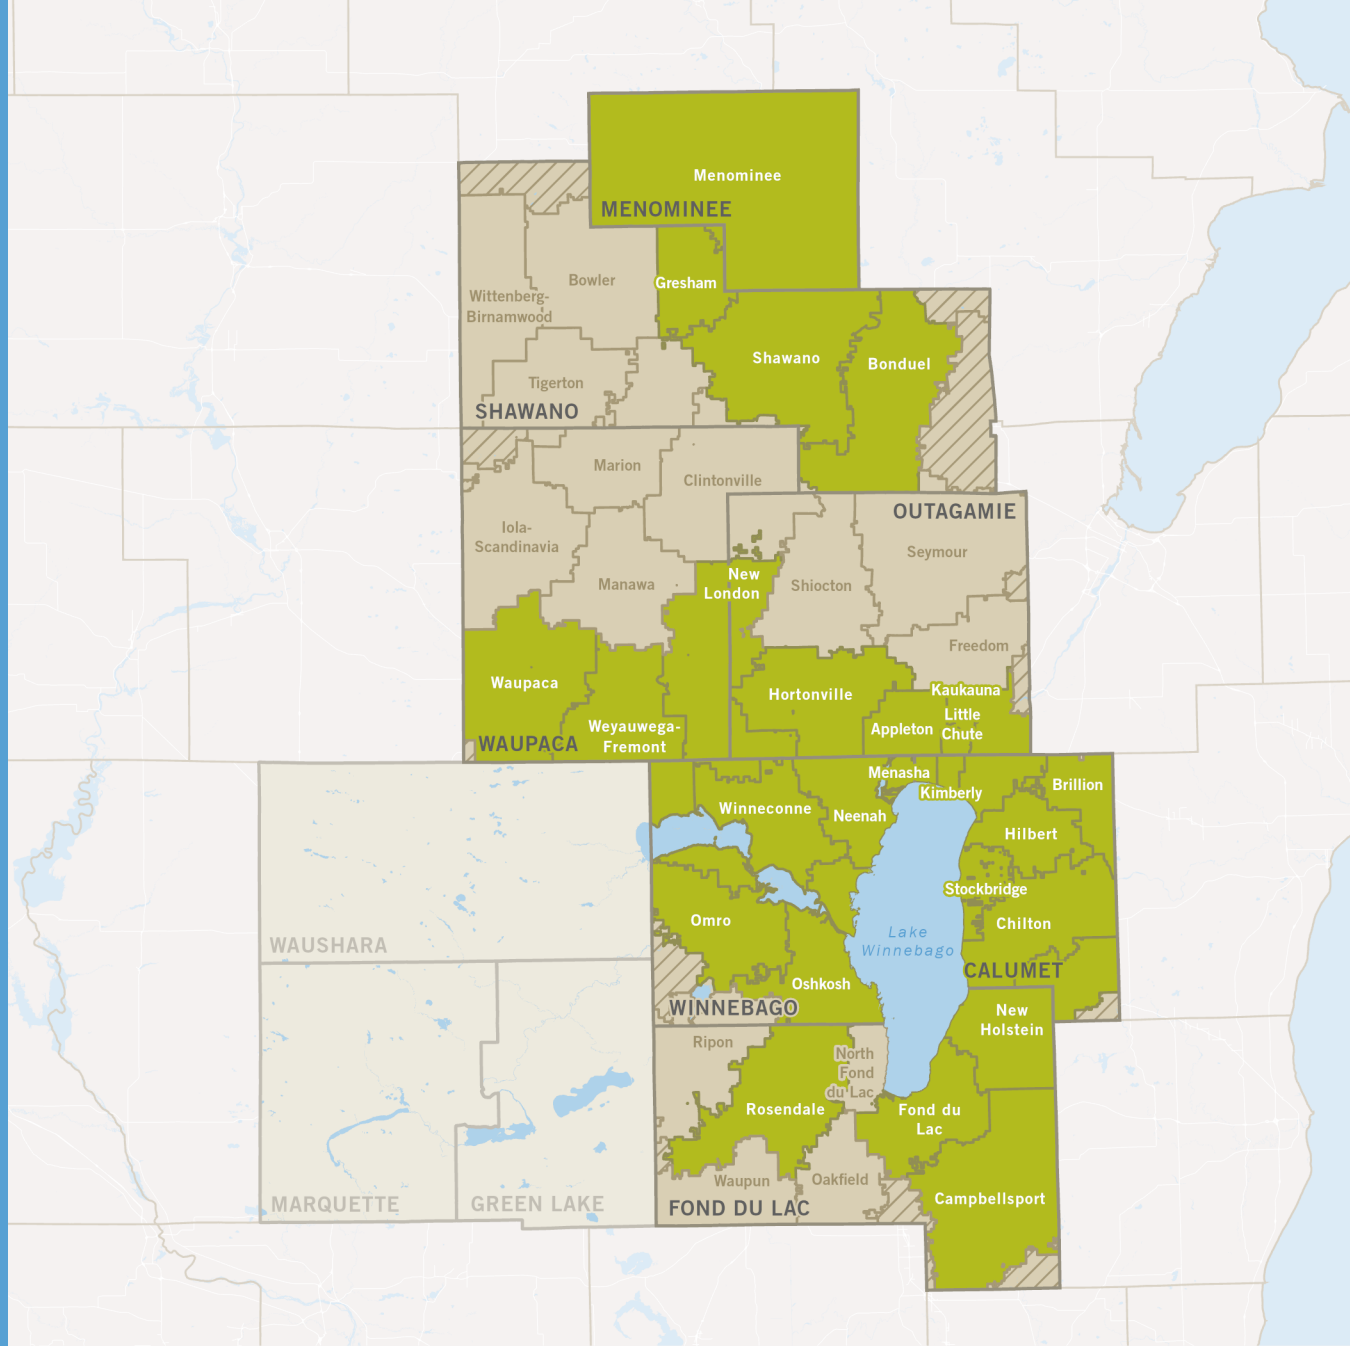 Menominee
MENOMINEE
Bowler
Gresham
Wittenberg-
Birnamwood
Shawano
Bonduel
Tigerton
SHAWANO
Marion
Clintonville
OUTAGAMIE
Iola-
Scandinavia
Seymour
New
London
Manawa
Shiocton
Freedom
Waupaca
Hortonville
Kaukauna
Little
Chute
Appleton
Weyauwega-
Fremont
WAUPACA
Menasha
Kimberly
Brillion
Winneconne
Neenah
Hilbert
Stockbridge
Omro
Chilton
Lake
Winnebago
WAUSHARA
CALUMET
Oshkosh
WINNEBAGO
New
Holstein
Ripon
North
Fond
du Lac
Rosendale
Fond du
Lac
Waupun
Oakfield
Campbellsport
MARQUETTE
GREEN LAKE
FOND DU LAC